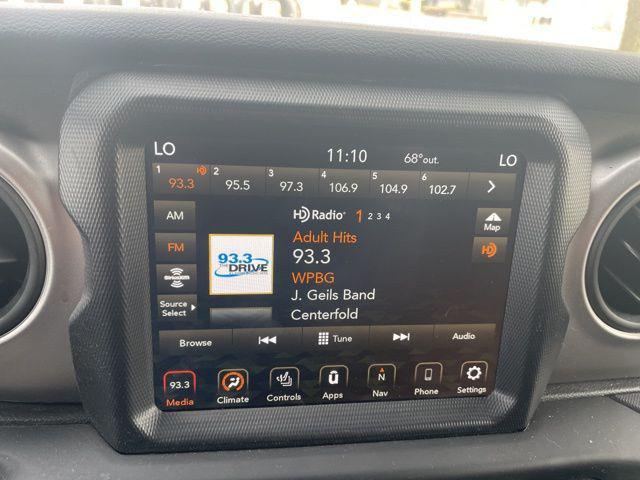 LO 11:10 68°out. LO
1 93.3 HD 2 95.5 3 97.3 4 106.9 5 104.9 6 102.7
AM
FM
SiriusXM
Source
Select
93.3
DRIVE
HD Radio 1 2 3 4
Adult Hits
93.3
WPBG
J. Geils Band
Centerfold
Map
HD
Browse Tune Audio
93.3 N
Media Climate Controls Apps Nav Phone Settings